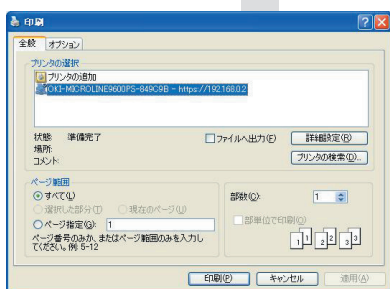 印刷
全般 オプション
プリンタの選択
プリンタの追加
OKI-MICROLINE9600PS-849C9B - https://192.168.0.2
状態: 準備完了
場所:
コメント:
ファイルへ出力(F)
詳細設定(R)
プリンタの検索(D)...
ページ範囲
すべて(L)
選択した部分(T) 現在のページ(U)
ページ指定(G): 1
ページ番号のみか、またはページ範囲のみを入力し
てください。例: 5-12
部数(C): 1
部単位で印刷(O)
1 1 2 2 3 3
印刷(P) キャンセル 適用(A)